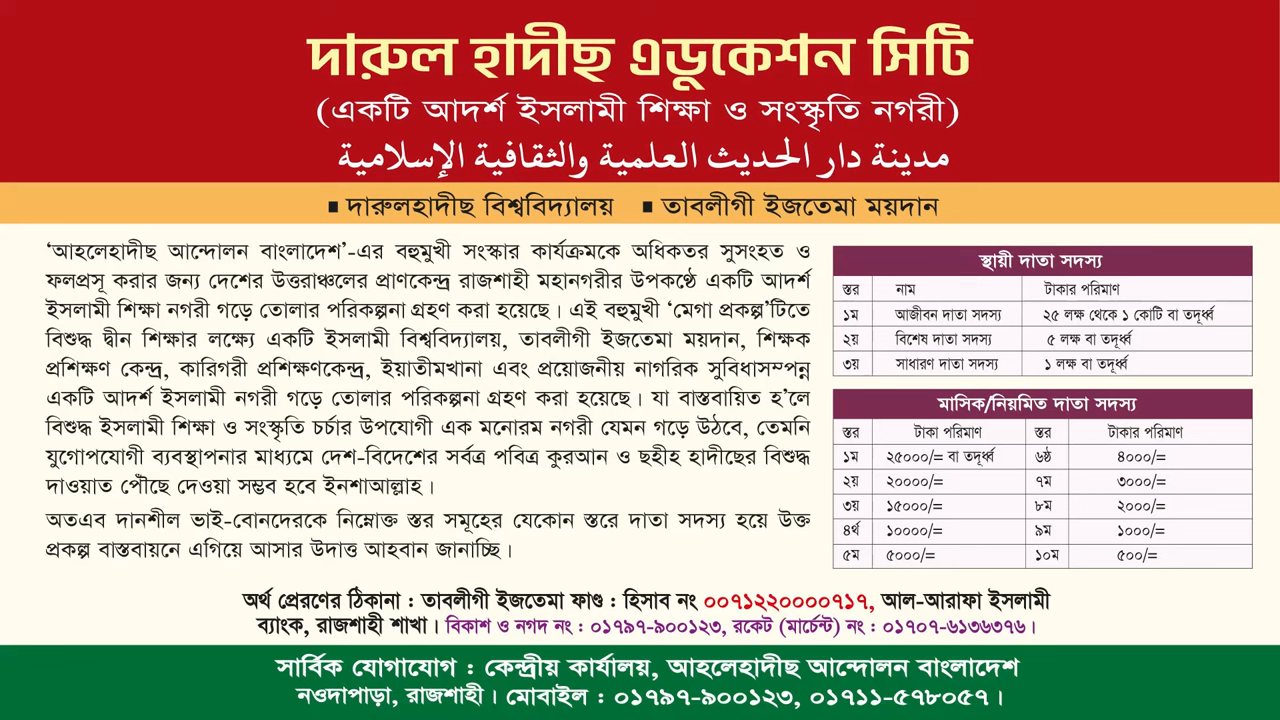 দারুল হাদীছ এডুকেশন সিটি
(একটি আদর্শ ইসলামী শিক্ষা ও সংস্কৃতি নগরী)
مدينة دار الحديث العلمية والثقافية الإسلامية
■ দারুলহাদীছ বিশ্ববিদ্যালয় ■ তাবলীগী ইজতেমা ময়দান
‘আহলেহাদীছ আন্দোলন বাংলাদেশ’-এর বহুমুখী সংস্কার কার্যক্রমকে অধিকতর সুসংহত ও
ফলপ্রসূ করার জন্য দেশের উত্তরাঞ্চলের প্রাণকেন্দ্র রাজশাহী মহানগরীর উপকণ্ঠে একটি আদর্শ
ইসলামী শিক্ষা নগরী গড়ে তোলার পরিকল্পনা গ্রহণ করা হয়েছে। এই বহুমুখী ‘মেগা প্রকল্প’টিতে
বিশুদ্ধ দ্বীন শিক্ষার লক্ষ্যে একটি ইসলামী বিশ্ববিদ্যালয়, তাবলীগী ইজতেমা ময়দান, শিক্ষক
প্রশিক্ষণ কেন্দ্র, কারিগরী প্রশিক্ষণকেন্দ্র, ইয়াতীমখানা এবং প্রয়োজনীয় নাগরিক সুবিধাসম্পন্ন
একটি আদর্শ ইসলামী নগরী গড়ে তোলার পরিকল্পনা গ্রহণ করা হয়েছে। যা বাস্তবায়িত হ’লে
বিশুদ্ধ ইসলামী শিক্ষা ও সংস্কৃতি চর্চার উপযোগী এক মনোরম নগরী যেমন গড়ে উঠবে, তেমনি
যুগোপযোগী ব্যবস্থাপনার মাধ্যমে দেশ-বিদেশের সর্বত্র পবিত্র কুরআন ও ছহীহ হাদীছের বিশুদ্ধ
দাওয়াত পৌঁছে দেওয়া সম্ভব হবে ইনশাআল্লাহ।
অতএব দানশীল ভাই-বোনদেরকে নিম্নোক্ত স্তর সমূহের যেকোন স্তরে দাতা সদস্য হয়ে উক্ত
প্রকল্প বাস্তবায়নে এগিয়ে আসার উদাত্ত আহবান জানাচ্ছি।
স্থায়ী দাতা সদস্য
স্তর নাম টাকার পরিমাণ
১ম আজীবন দাতা সদস্য ২৫ লক্ষ থেকে ১ কোটি বা তদূর্ধ্ব
২য় বিশেষ দাতা সদস্য ৫ লক্ষ বা তদূর্ধ্ব
৩য় সাধারণ দাতা সদস্য ১ লক্ষ বা তদূর্ধ্ব
মাসিক/নিয়মিত দাতা সদস্য
স্তর টাকা পরিমাণ স্তর টাকার পরিমাণ
১ম ২৫০০০/= বা তদূর্ধ্ব ৬ষ্ঠ ৪০০০/=
২য় ২০০০০/= ৭ম ৩০০০/=
৩য় ১৫০০০/= ৮ম ২০০০/=
৪র্থ ১০০০০/= ৯ম ১০০০/=
৫ম ৫০০০/= ১০ম ৫০০/=
অর্থ প্রেরণের ঠিকানা : তাবলীগী ইজতেমা ফাণ্ড : হিসাব নং ০০৭১২২০০০০৭১৭, আল-আরাফা ইসলামী
ব্যাংক, রাজশাহী শাখা। বিকাশ ও নগদ নং : ০১৭৯৭-৯০০১২৩, রকেট (মার্চেন্ট) নং : ০১৭০৭-৬১৩৬৩৭৬।
সার্বিক যোগাযোগ : কেন্দ্রীয় কার্যালয়, আহলেহাদীছ আন্দোলন বাংলাদেশ
নওদাপাড়া, রাজশাহী। মোবাইল : ০১৭৯৭-৯০০১২৩, ০১৭১১-৫৭৮০৫৭।